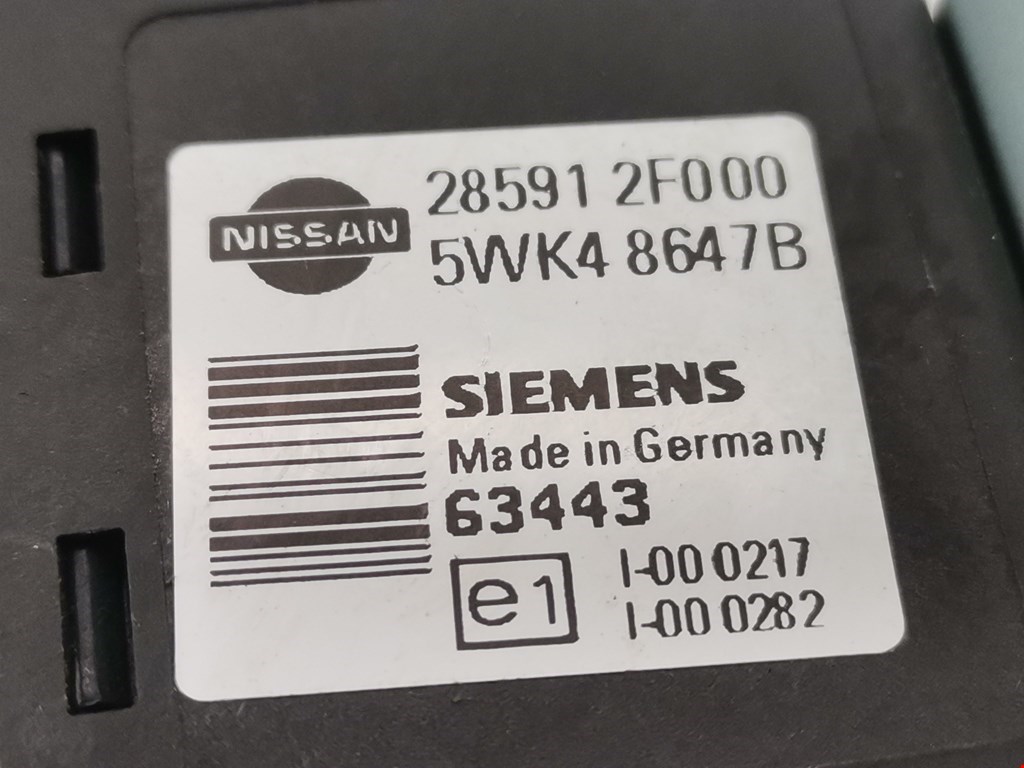 NISSAN
28591 2F000
5WK4 8647B
SIEMENS
Made in Germany
63443
e1
I-00 0217
I-00 0282